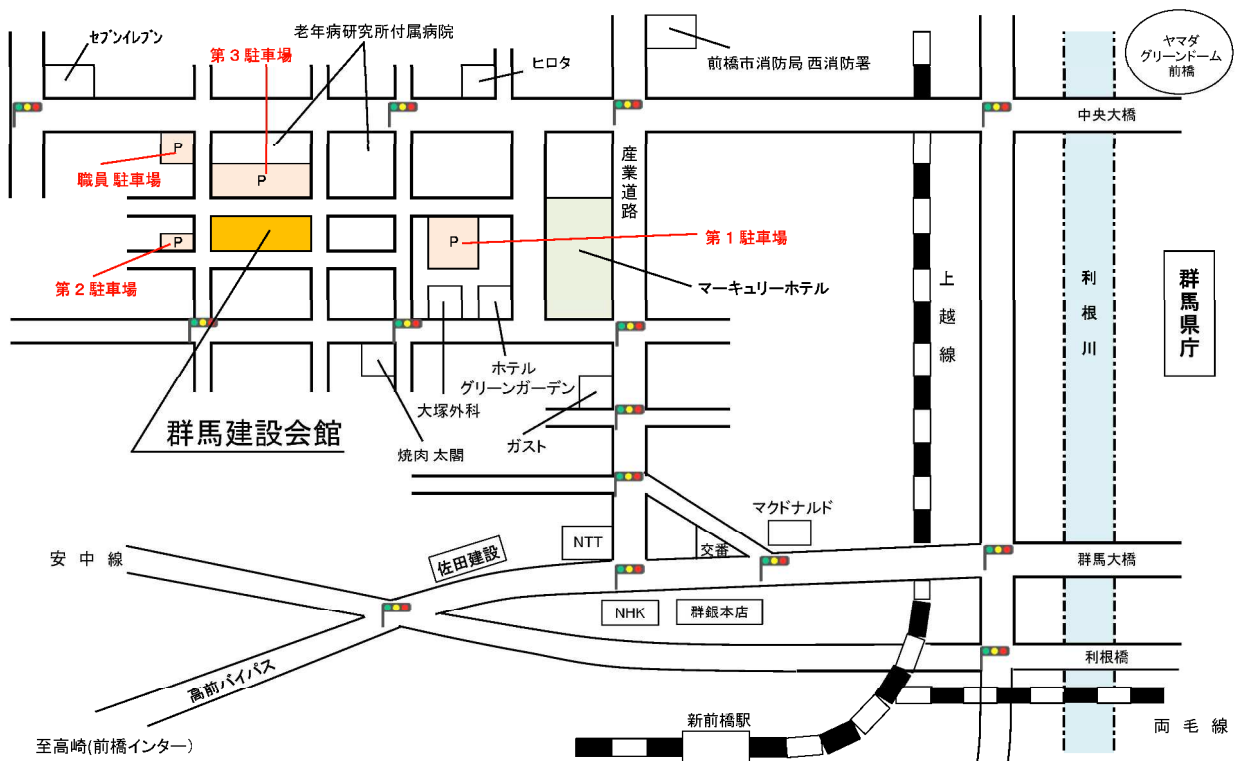 セブンイレブン
老年病研究所付属病院
第3駐車場
ヒロタ
前橋市消防局 西消防署
ヤマダ
グリーンドーム
前橋
中央大橋
P
職員 駐車場
P
産業道路
P
第2駐車場
P
第1駐車場
マーキュリーホテル
上越線
利根川
群馬県庁
ホテル
グリーンガーデン
大塚外科
群馬建設会館
焼肉 太閤
ガスト
マクドナルド
安中線
佐田建設
NTT
交番
群馬大橋
NHK
群銀本店
利根橋
高前バイパス
新前橋駅
至高崎(前橋インター)
両毛線